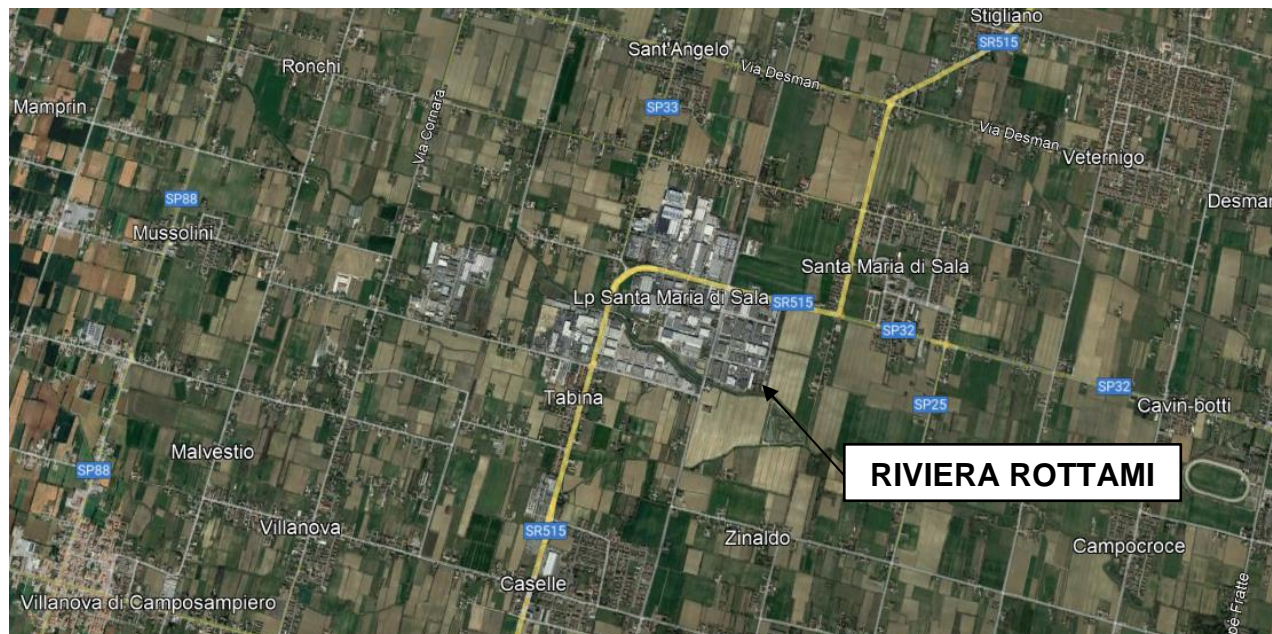 Stigliano
SR515
Sant'Angelo
Ronchi
Via Desman
Mamprin
SP33
Via Cornara
Via Desman
Veternigo
SP88
Desman
Mussolini
Santa Maria di Sala
Lp Santa Maria di Sala
SR515
SP32
SP32
Tabina
SP25
Cavin-botti
Malvestio
SP88
RIVIERA ROTTAMI
Villanova
SR515
Zinaldo
Campocroce
Caselle
Villanova di Camposampiero